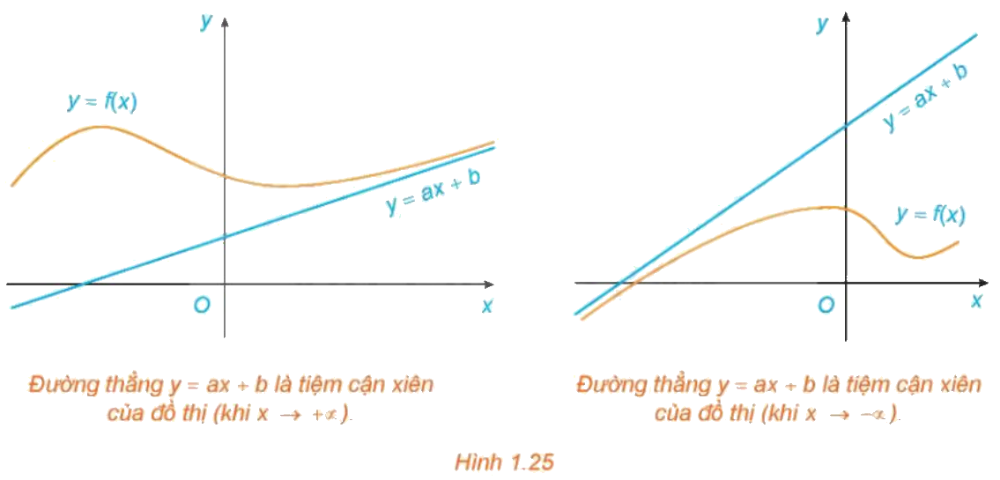 y
y = f(x)
y = ax + b
O
x
Đường thẳng y = ax + b là tiệm cận xiên
của đồ thị (khi x → +∝).
y
y = ax + b
y = f(x)
O
x
Đường thẳng y = ax + b là tiệm cận xiên
của đồ thị (khi x → −∝).
Hình 1.25